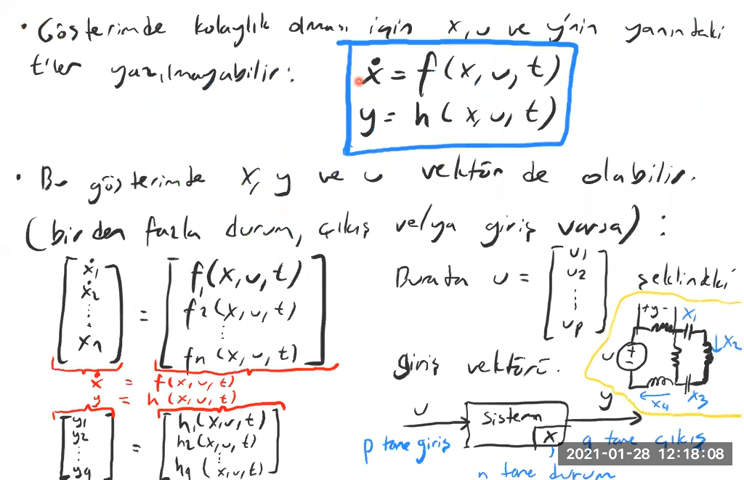 • Gösterimde kolaylık olması için x, u ve y'nin yanındaki
t'ler yazılmayabilir:
ẋ = f(x, u, t)
y = h(x, u, t)
• Bu gösterimde x, y ve u vektör de olabilir.
(birden fazla durum, çıkış ve/ya giriş varsa) :
[ẋ1 ẋ2 ⋮ ẋn] = [f1(x,u,t) f2(x,u,t) ⋮ fn(x,u,t)]
Burada u = [u1 u2 ⋮ up] şeklindeki
giriş vektörü.
ẋ = f(x,u,t)
y = h(x,u,t)
[y1 y2 ⋮ yq] = [h1(x,u,t) h2(x,u,t) ⋮ hq(x,u,t)]
+ y -
x1
u
x2
x3
x4
u
sistem
x
y
p tane giriş
q tane çıkış
n tane durum
2021-01-28 12:18:08